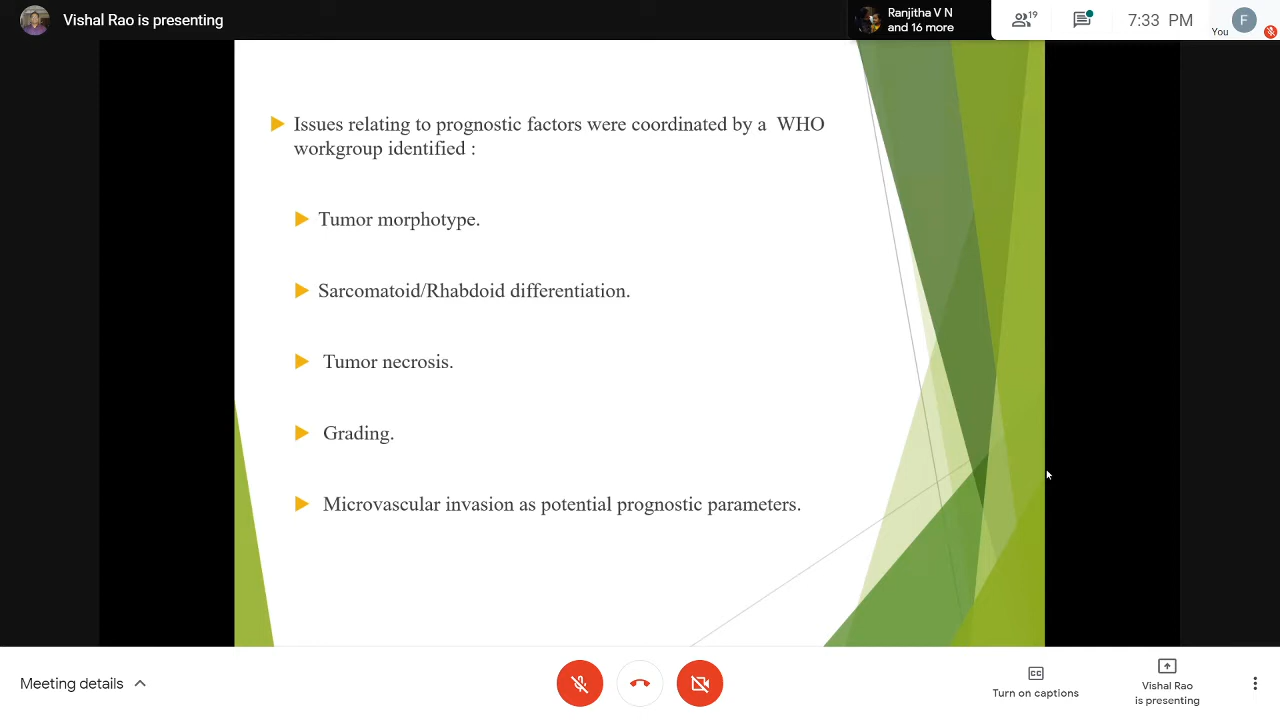 Vishal Rao is presenting
Ranjitha V N
and 16 more
19
7:33 PM
You
F
Issues relating to prognostic factors were coordinated by a WHO
workgroup identified :
Tumor morphotype.
Sarcomatoid/Rhabdoid differentiation.
Tumor necrosis.
Grading.
Microvascular invasion as potential prognostic parameters.
Meeting details
CC
Turn on captions
Vishal Rao
is presenting